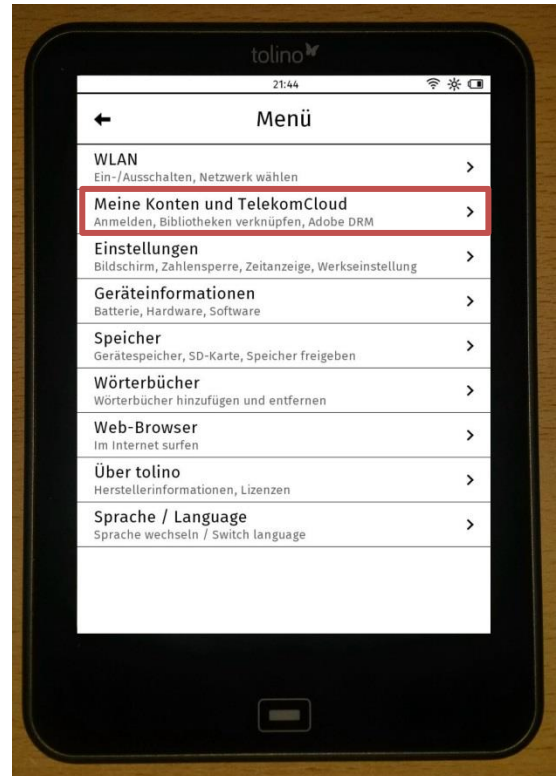 tolino
21:44
Menü
WLAN
Ein-/Ausschalten, Netzwerk wählen
Meine Konten und TelekomCloud
Anmelden, Bibliotheken verknüpfen, Adobe DRM
Einstellungen
Bildschirm, Zahlensperre, Zeitanzeige, Werkseinstellung
Geräteinformationen
Batterie, Hardware, Software
Speicher
Gerätespeicher, SD-Karte, Speicher freigeben
Wörterbücher
Wörterbücher hinzufügen und entfernen
Web-Browser
Im Internet surfen
Über tolino
Herstellerinformationen, Lizenzen
Sprache / Language
Sprache wechseln / Switch language